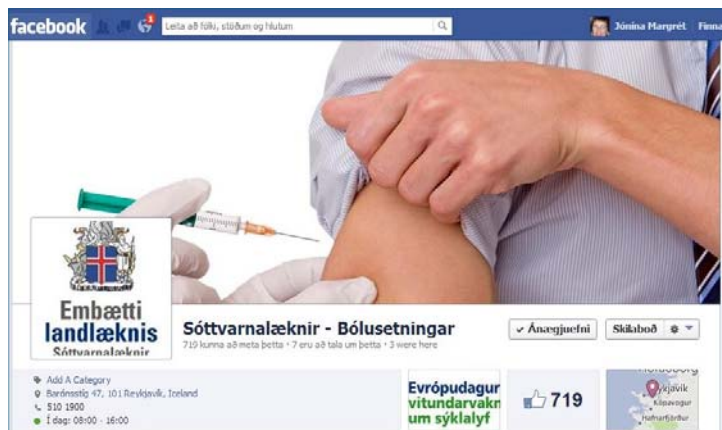 facebook
1
Leita að fólki, stöðum og hlutum
Jónína Margrét
Finna
Embætti
landlæknis
Sóttvarnalæknir
Sóttvarnalæknir - Bólusetningar
719 kunna að meta þetta · 7 eru að tala um þetta · 3 were here
✓ Ánægjuefni
Skilaboð
Add A Category
Barónsstíg 47, 101 Reykjavík, Iceland
510 1900
Í dag: 08:00 - 16:00
Evrópudagur
vitundarvakn
um sýklalyf
719
Reykjavík
Kópavogur
Hafnarfjörður